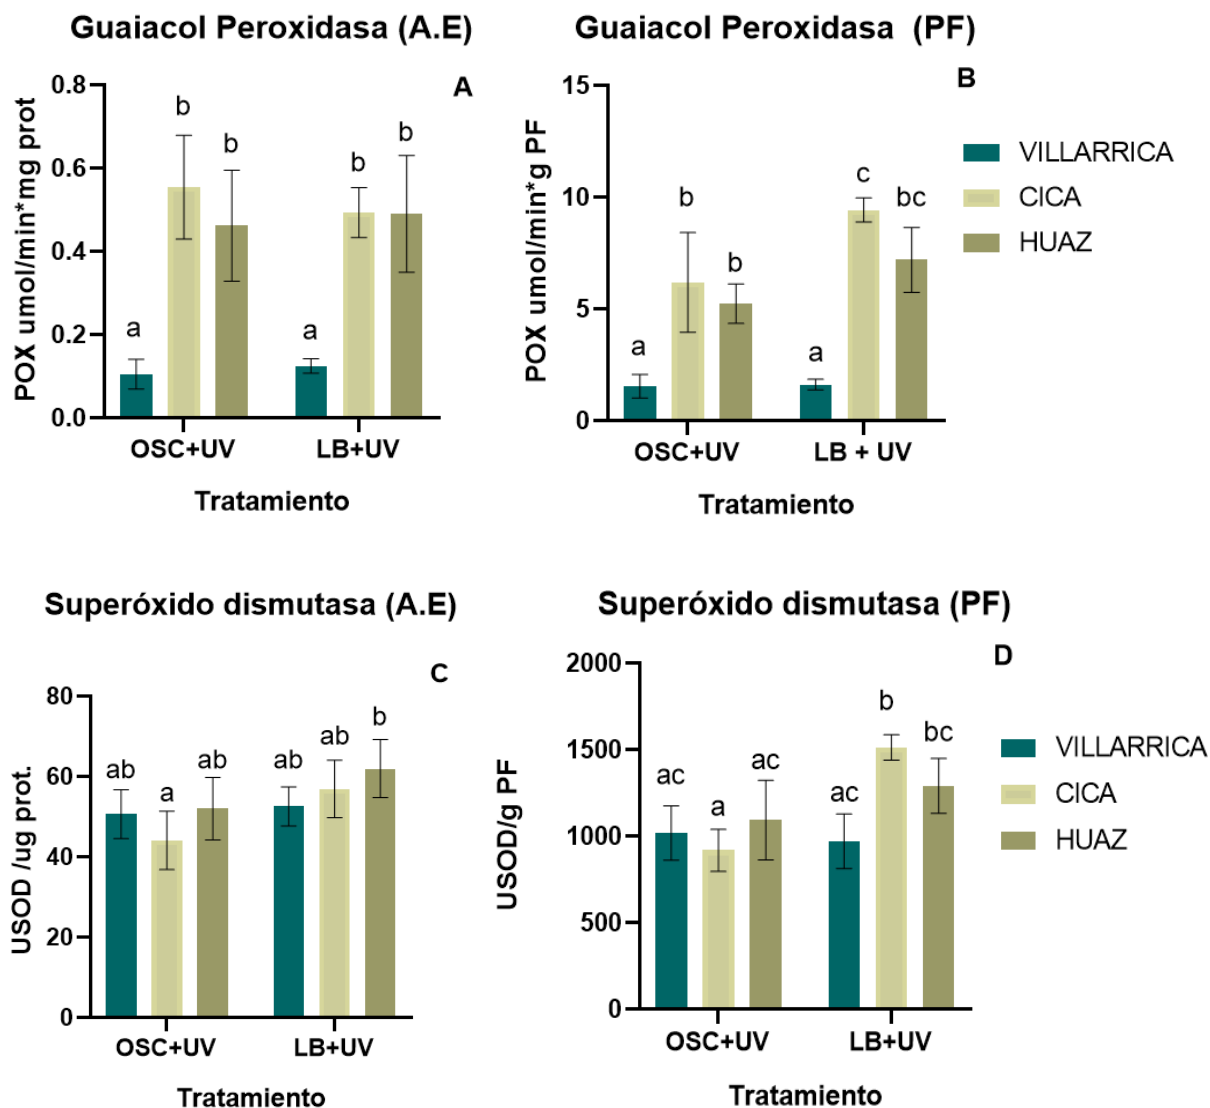 Guaiacol Peroxidasa (A.E)
A
POX umol/min*mg prot
0.8
0.6
0.4
0.2
0.0
a
b
b
a
b
b
OSC+UV
LB+UV
Tratamiento
Guaiacol Peroxidasa (PF)
B
POX umol/min*g PF
15
10
5
0
a
b
b
a
c
bc
OSC+UV
LB + UV
Tratamiento
VILLARRICA
CICA
HUAZ
Superóxido dismutasa (A.E)
C
USOD /ug prot.
80
60
40
20
0
ab
a
ab
ab
ab
b
OSC+UV
LB+UV
Tratamiento
Superóxido dismutasa (PF)
D
USOD/g PF
2000
1500
1000
500
0
ac
a
ac
ac
b
bc
OSC+UV
LB+UV
Tratamiento
VILLARRICA
CICA
HUAZ